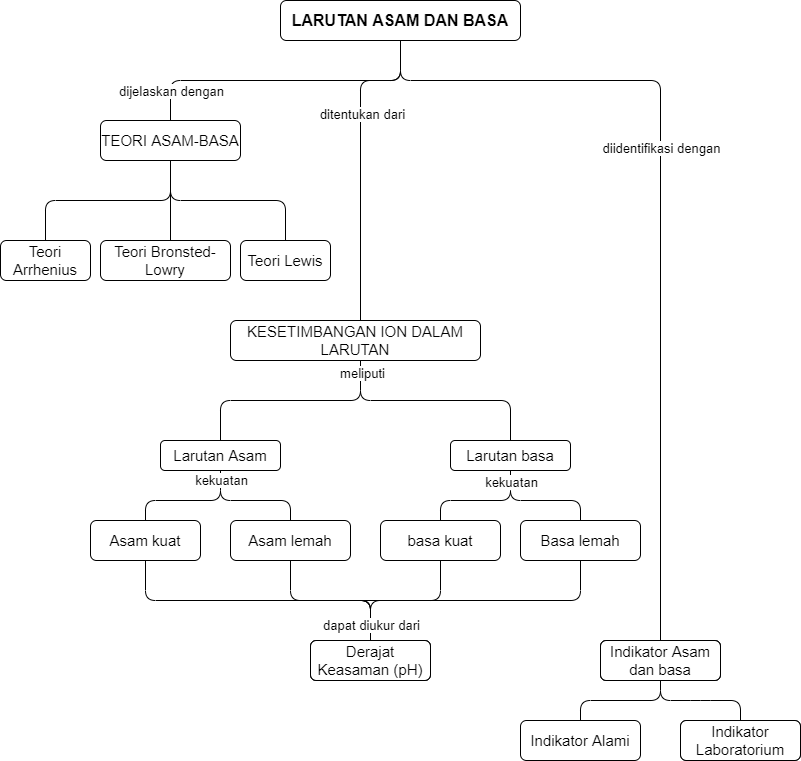 LARUTAN ASAM DAN BASA
dijelaskan dengan
ditentukan dari
diidentifikasi dengan
TEORI ASAM-BASA
Teori
Arrhenius
Teori Bronsted-
Lowry
Teori Lewis
KESETIMBANGAN ION DALAM
LARUTAN
meliputi
Larutan Asam
Larutan basa
kekuatan
kekuatan
Asam kuat
Asam lemah
basa kuat
Basa lemah
dapat diukur dari
Derajat
Keasaman (pH)
Indikator Asam
dan basa
Indikator Alami
Indikator
Laboratorium